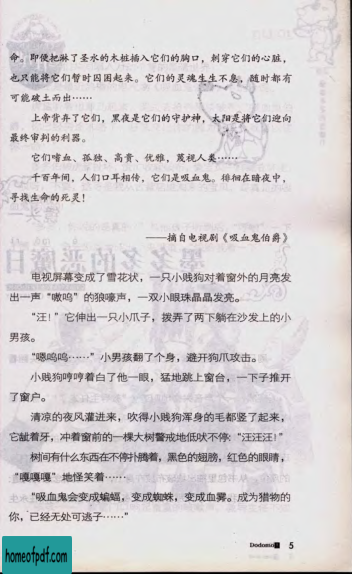 命。即便把淋了圣水的木桩插入它们的胸口，刺穿它们的心脏，
也只能将它们暂时困囿起来。它们的灵魂生生不息，随时都有
可能破土而出……
上帝背弃了它们，黑夜是它们的守护神，太阳是将它们迎向
最终审判的利器。
它们嗜血、孤独、高贵、优雅，蔑视人类……
千百年间，人们口耳相传，它们是吸血鬼。徘徊在暗夜中，
寻找生命的死灵！
——摘自电视剧《吸血鬼伯爵》
电视屏幕变成了雪花状，一只小贱狗对着窗外的月亮发
出一声“嗷呜”的狼嚎声，一双小眼珠晶晶发亮。
“汪！”它伸出一只小爪子，拨弄了两下躺在沙发上的小
男孩。
“嗯呜呜……”小男孩翻了个身，避开狗爪攻击。
小贱狗哼哼着白了他一眼，猛地跳上窗台，一下子推开
了窗户。
清凉的夜风灌进来，吹得小贱狗浑身的毛都竖了起来，
它龇着牙，冲着窗前的一棵大树警戒地低伏不停：“汪汪汪！”
树间有什么东西在不停扑腾着，黑色的翅膀，红色的眼睛，
“嘎嘎嘎”地怪笑着……
“吸血鬼会变成蝙蝠，变成蜘蛛，变成血雾。成为猎物的
你，已经无处可逃了……”
Dodomo 5
homeofpdf.com